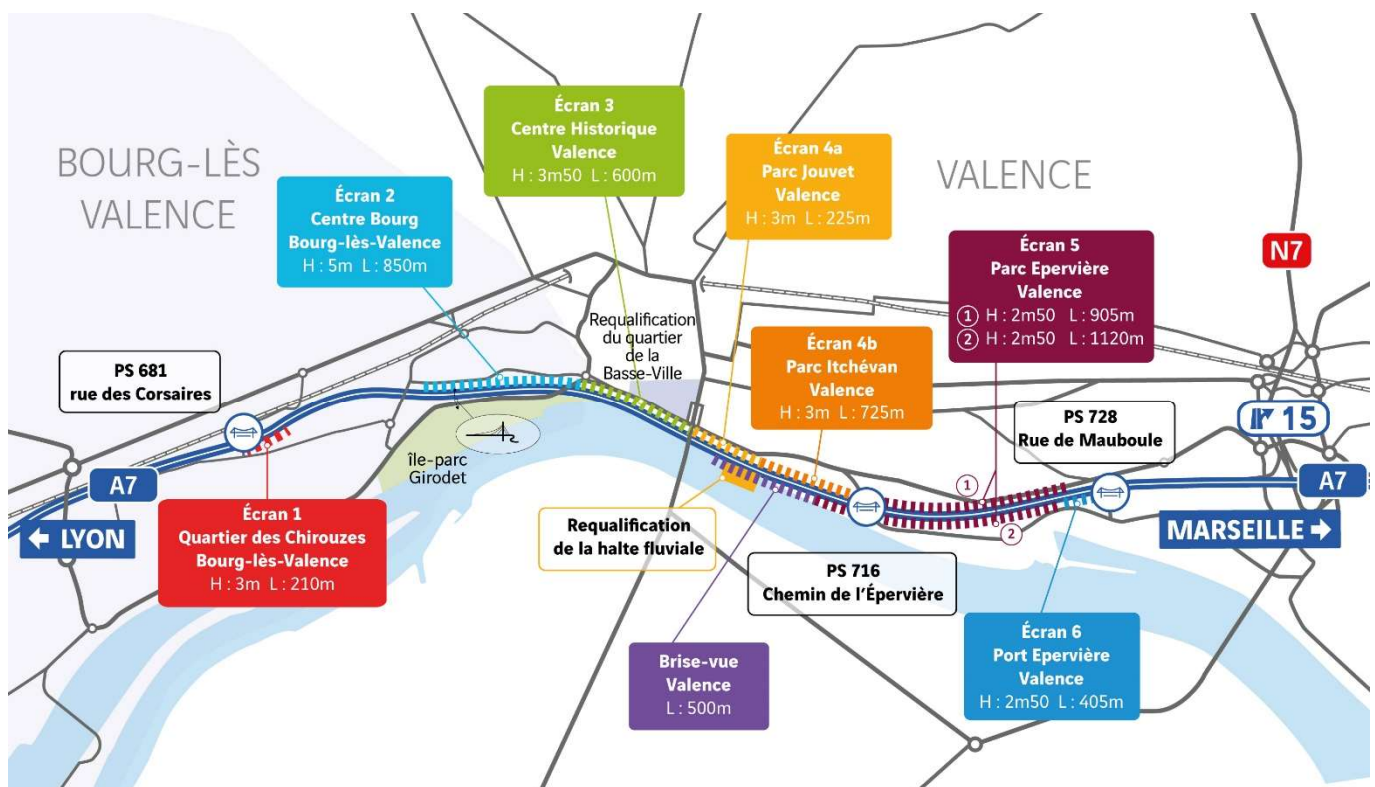 BOURG-LÈS
VALENCE
Écran 3
Centre Historique
Valence
H : 3m50 L : 600m
Écran 4a
Parc Jouvet
Valence
H : 3m L : 225m
VALENCE
Écran 2
Centre Bourg
Bourg-lès-Valence
H : 5m L : 850m
Écran 5
Parc Epervière
Valence
1 H : 2m50 L : 905m
2 H : 2m50 L : 1120m
N7
Requalification
du quartier
de la
Basse-Ville
Écran 4b
Parc Itchévan
Valence
H : 3m L : 725m
PS 681
rue des Corsaires
PS 728
Rue de Mauboule
15
île-parc
Girodet
A7
A7
1
2
← LYON
MARSEILLE →
Écran 1
Quartier des Chirouzes
Bourg-lès-Valence
H : 3m L : 210m
Requalification
de la halte fluviale
PS 716
Chemin de l'Épervière
Brise-vue
Valence
L : 500m
Écran 6
Port Epervière
Valence
H : 2m50 L : 405m